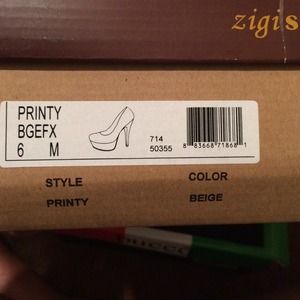 zigis
PRINTY
BGEFX
6 M
714
50355
8 83668 71868 1
STYLE COLOR
PRINTY BEIGE